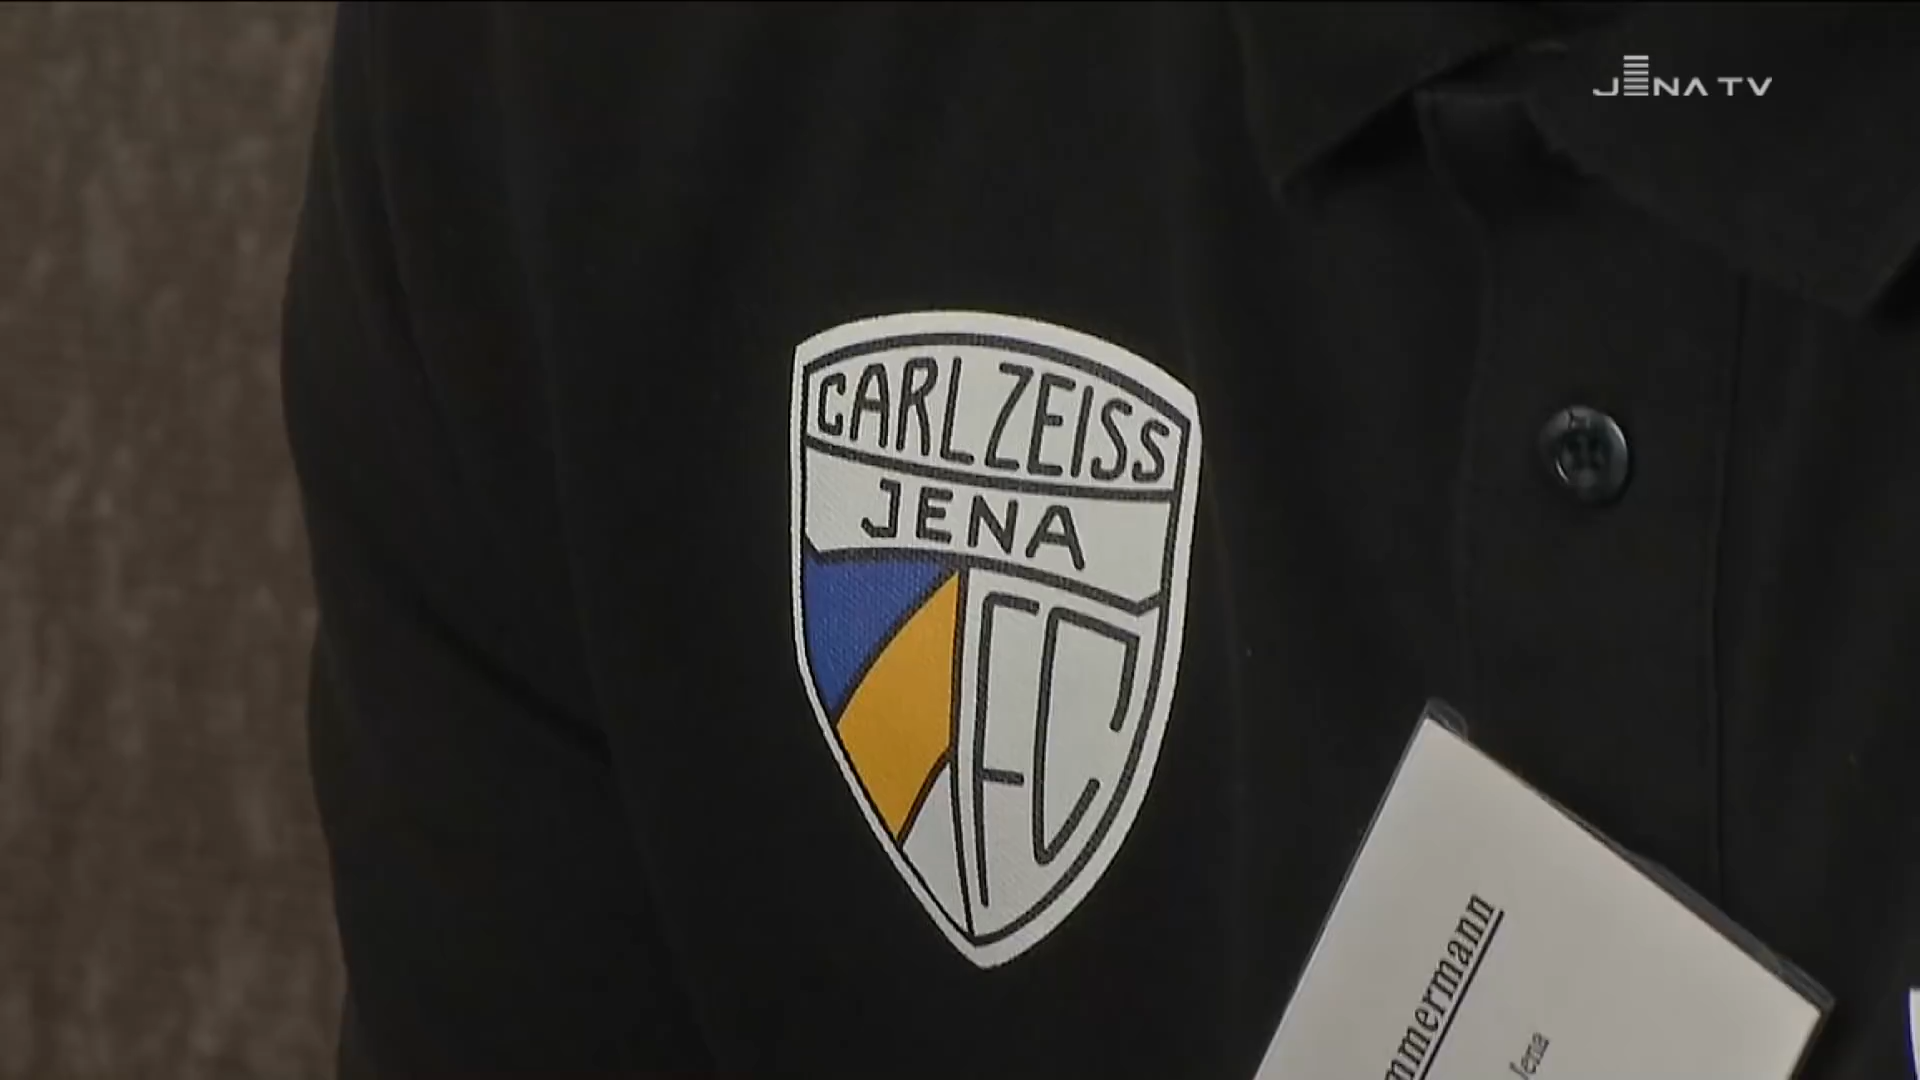 JENA TV
CARL ZEISS
JENA
FC
mmermann
Jena